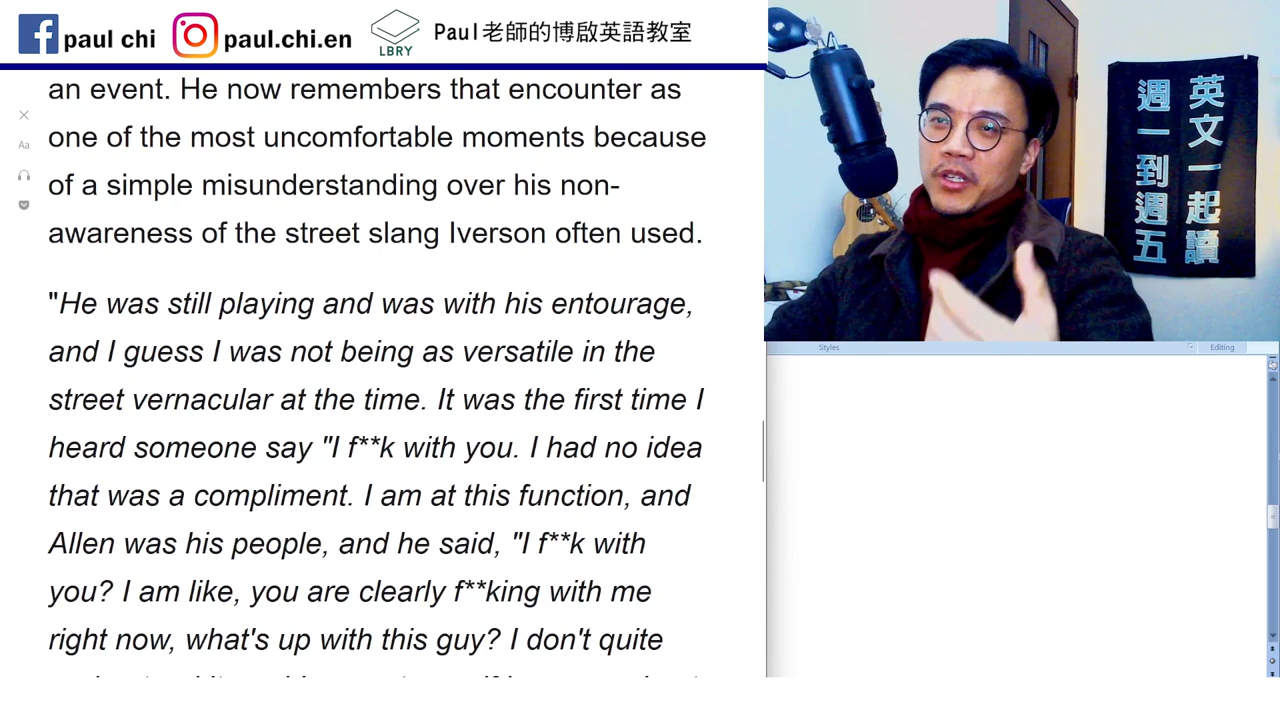 paul chi
paul.chi.en
LBRY
Paul老師的博啟英語教室
an event. He now remembers that encounter as
one of the most uncomfortable moments because
of a simple misunderstanding over his non-
awareness of the street slang Iverson often used.
"He was still playing and was with his entourage,
and I guess I was not being as versatile in the
street vernacular at the time. It was the first time I
heard someone say "I f**k with you. I had no idea
that was a compliment. I am at this function, and
Allen was his people, and he said, "I f**k with
you? I am like, you are clearly f**king with me
right now, what's up with this guy? I don't quite
Aa
英文一起讀
週一到週五
Styles
Editing